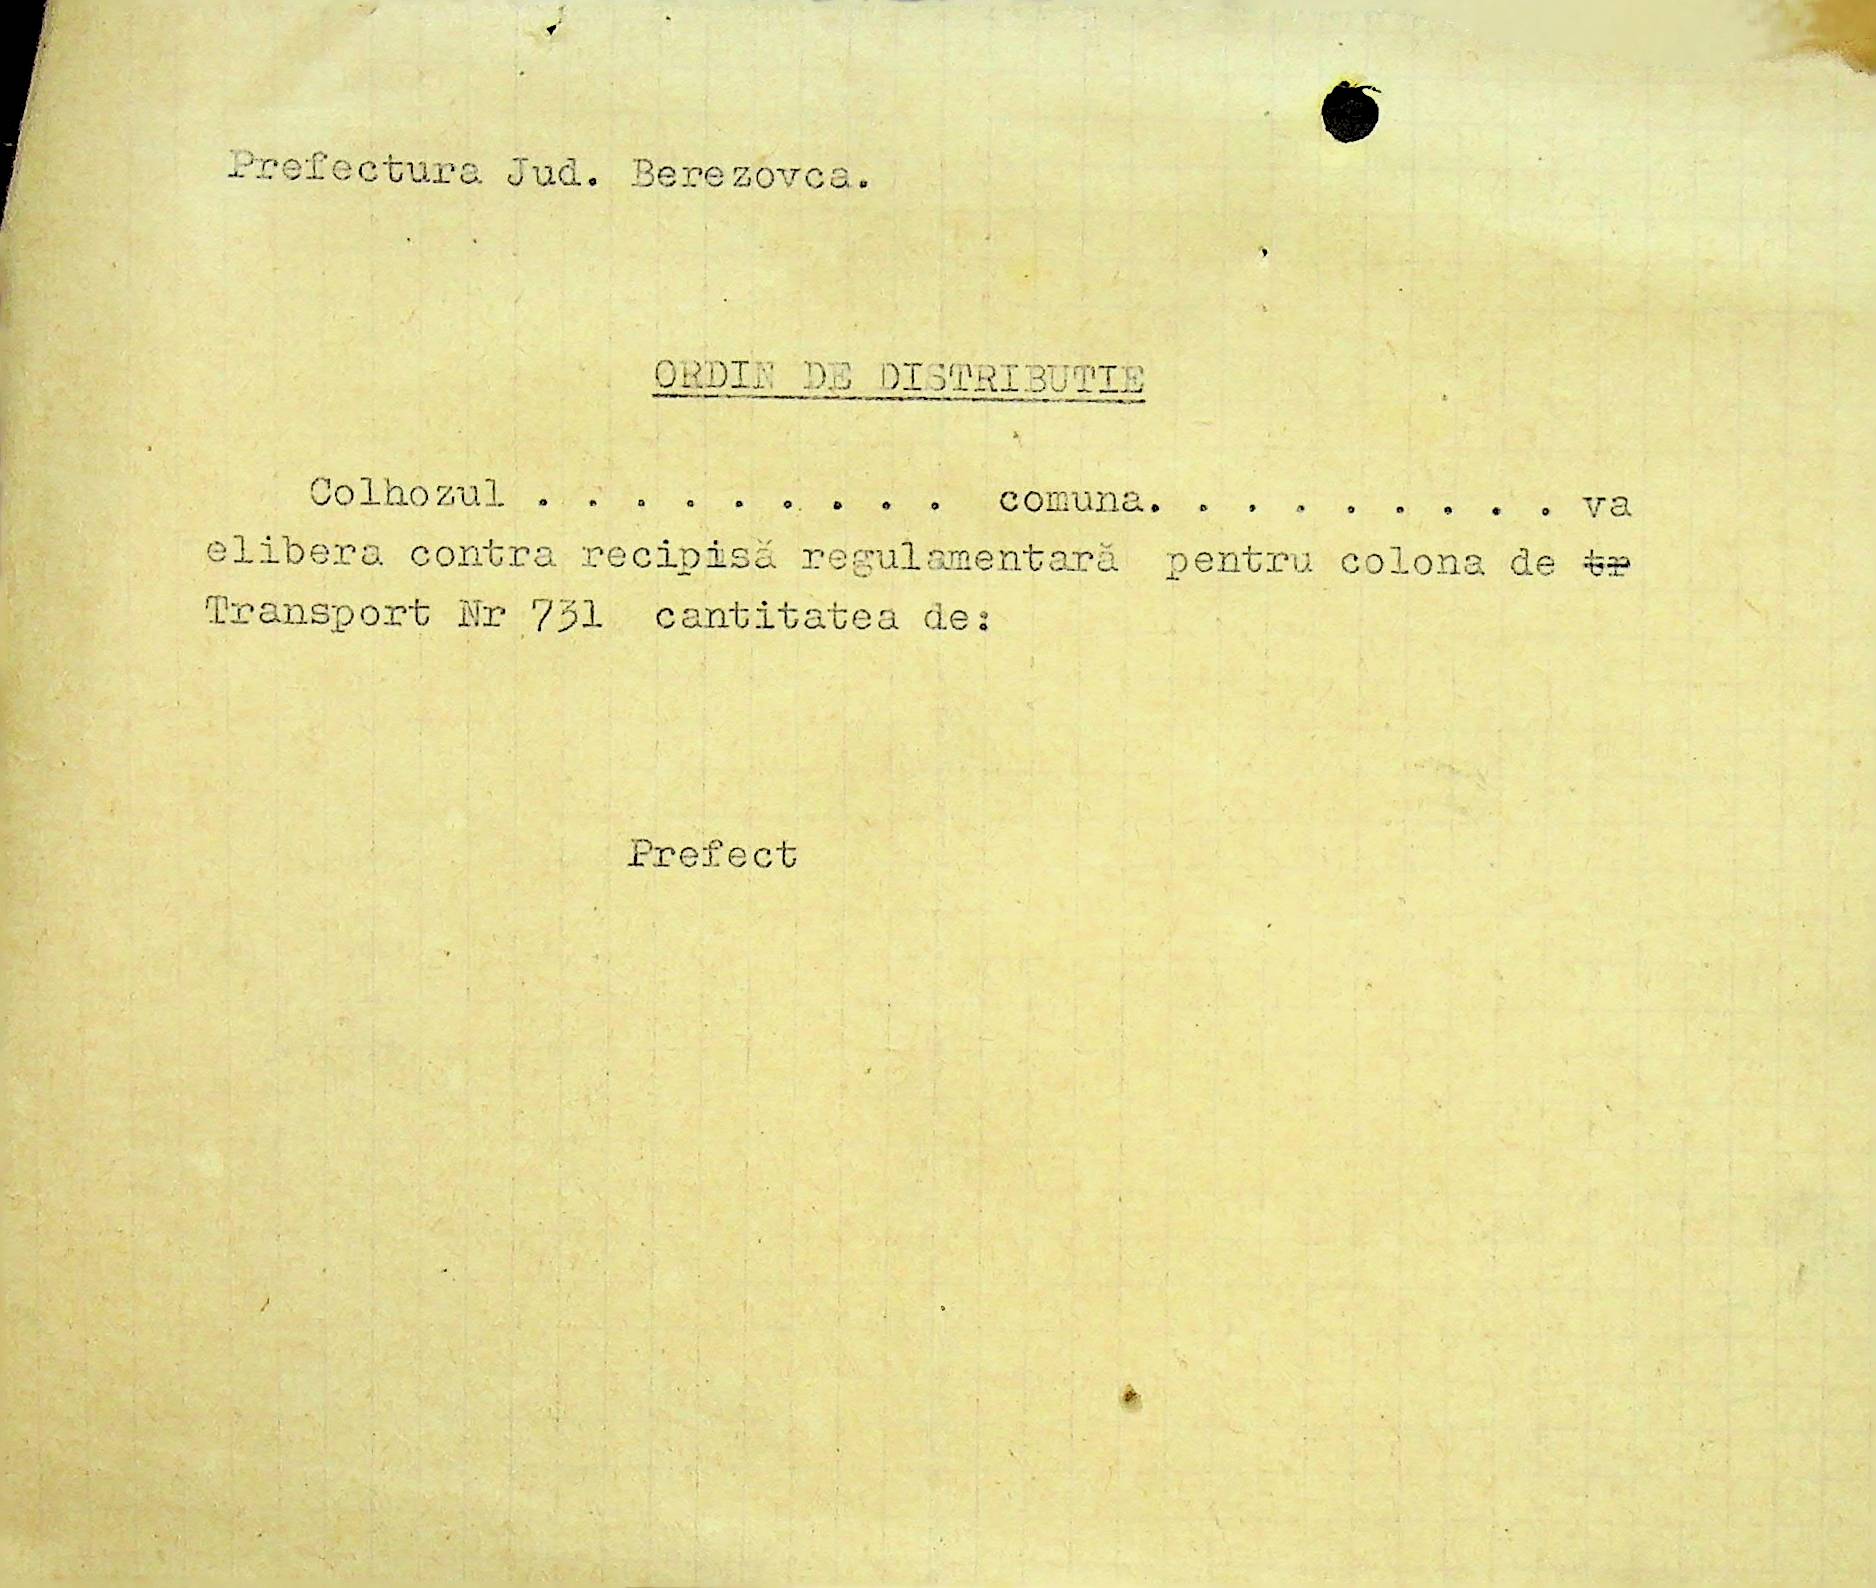 Prefectura Jud. Berezovca.
ORDIN DE DISTRIBUTIE
Colhozul . . . . . . . . . comuna. . . . . . . . . va
elibera contra recipisă regulamentară pentru colona de tr
Transport Nr 731 cantitatea de:
Prefect